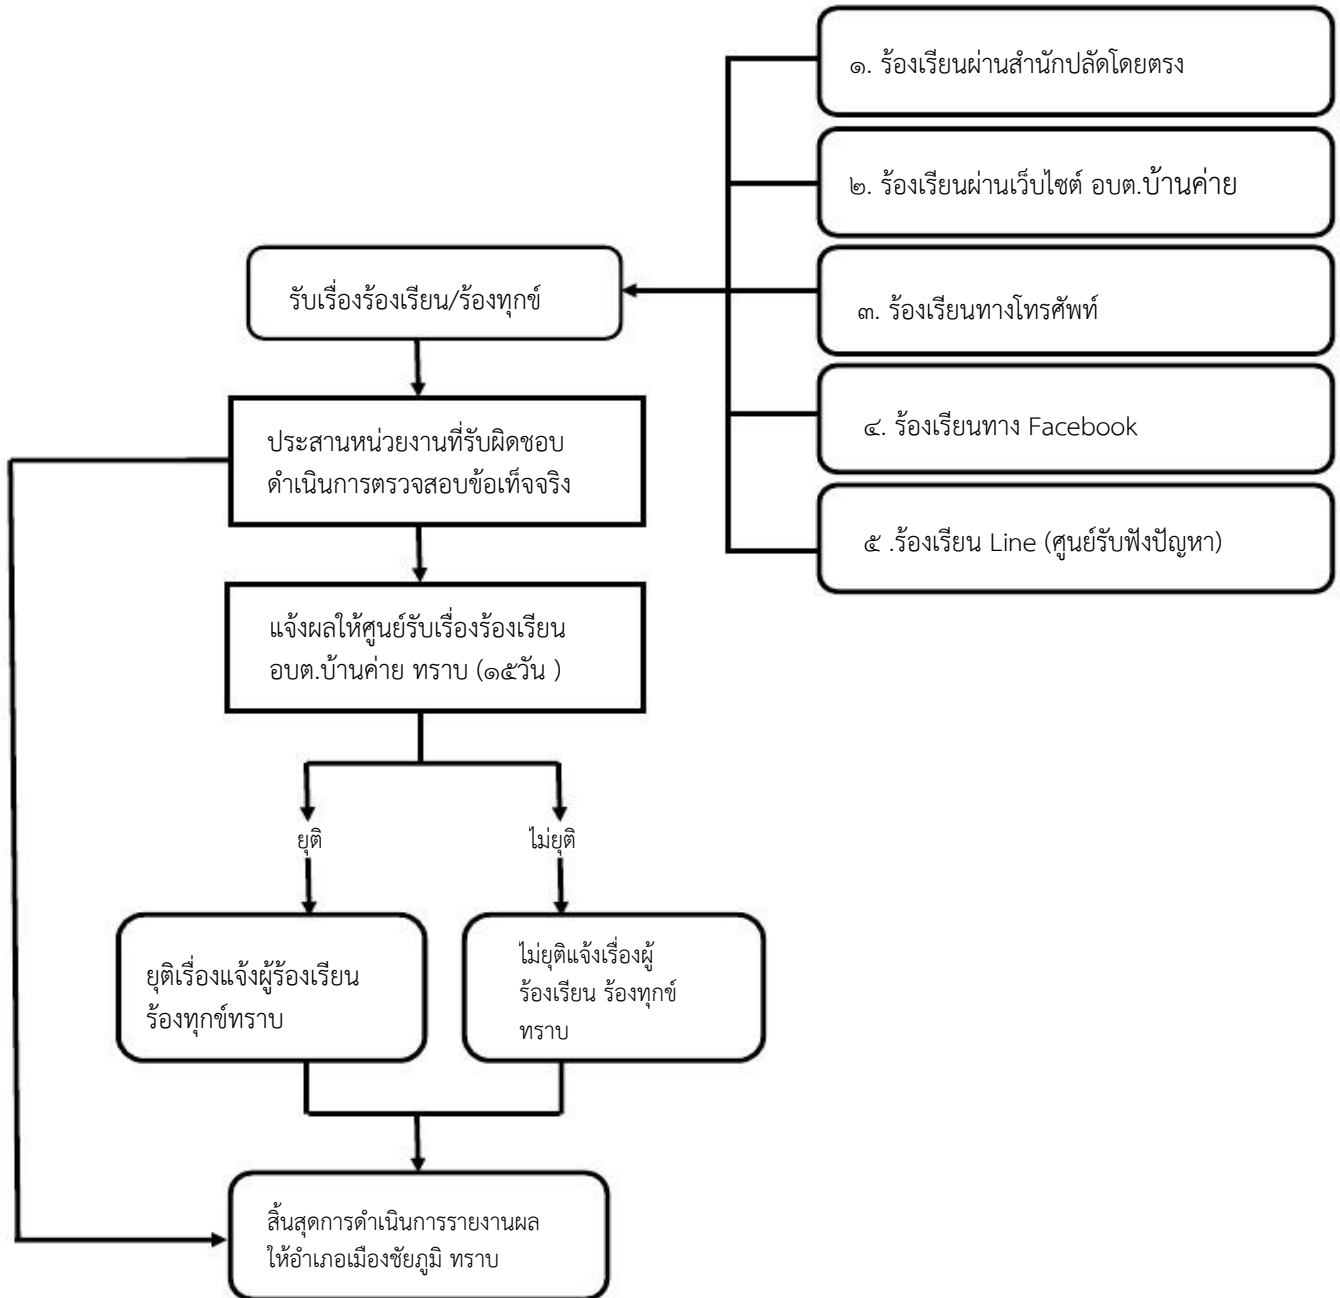 ๑. ร้องเรียนผ่านสำนักปลัดโดยตรง
๒. ร้องเรียนผ่านเว็บไซต์ อบต.บ้านค่าย
๓. ร้องเรียนทางโทรศัพท์
๔. ร้องเรียนทาง Facebook
๕ .ร้องเรียน Line (ศูนย์รับฟังปัญหา)
รับเรื่องร้องเรียน/ร้องทุกข์
ประสานหน่วยงานที่รับผิดชอบ
ดำเนินการตรวจสอบข้อเท็จจริง
แจ้งผลให้ศูนย์รับเรื่องร้องเรียน
อบต.บ้านค่าย ทราบ (๑๕วัน )
ยุติ
ไม่ยุติ
ยุติเรื่องแจ้งผู้ร้องเรียน
ร้องทุกข์ทราบ
ไม่ยุติแจ้งเรื่องผู้
ร้องเรียน ร้องทุกข์
ทราบ
สิ้นสุดการดำเนินการรายงานผล
ให้อำเภอเมืองชัยภูมิ ทราบ